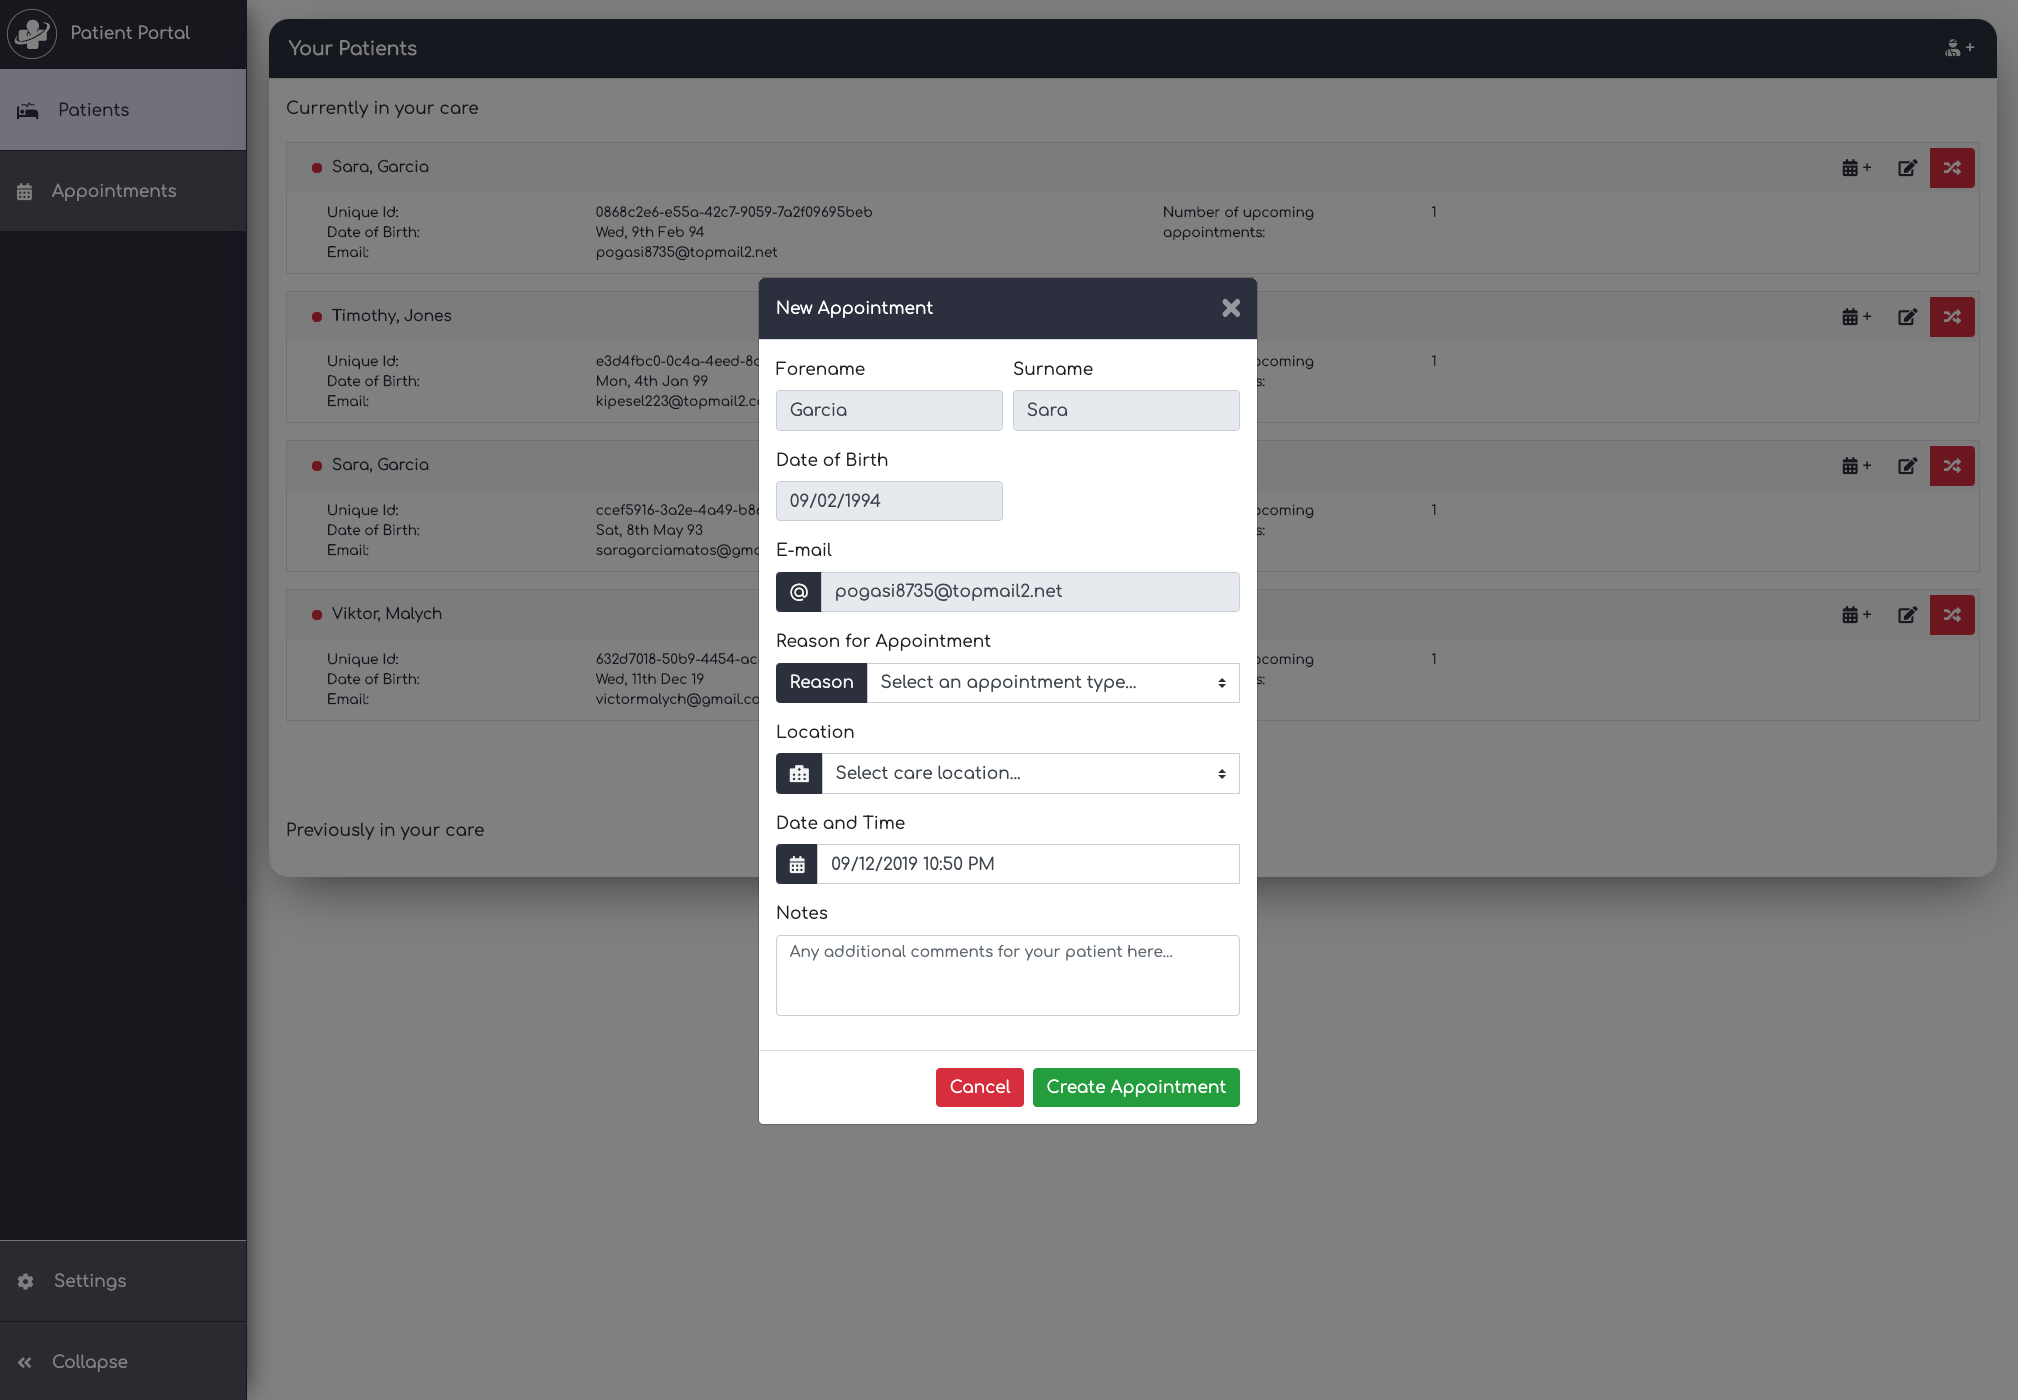 Patient Portal
Patients
Appointments
Settings
Collapse
Your Patients
+
Currently in your care
Sara, Garcia
+
Unique Id: 0868c2e6-e55a-42c7-9059-7a2f09695beb Number of upcoming 1
Date of Birth: Wed, 9th Feb 94 appointments:
Email: pogasi8735@topmail2.net
Timothy, Jones
+
Unique Id: e3d4fbc0-0c4a-4eed-8 pcoming 1
Date of Birth: Mon, 4th Jan 99 s:
Email: kipesel223@topmail2.c
Sara, Garcia
+
Unique Id: ccef5916-3a2e-4a49-b8 pcoming 1
Date of Birth: Sat, 8th May 93 s:
Email: saragarciamatos@gm
Viktor, Malych
+
Unique Id: 632d7018-50b9-4454-ac pcoming 1
Date of Birth: Wed, 11th Dec 19 s:
Email: victormalych@gmail.co
Previously in your care
New Appointment
Forename Surname
Garcia Sara
Date of Birth
09/02/1994
E-mail
@ pogasi8735@topmail2.net
Reason for Appointment
Reason Select an appointment type...
Location
Select care location...
Date and Time
09/12/2019 10:50 PM
Notes
Any additional comments for your patient here...
Cancel Create Appointment